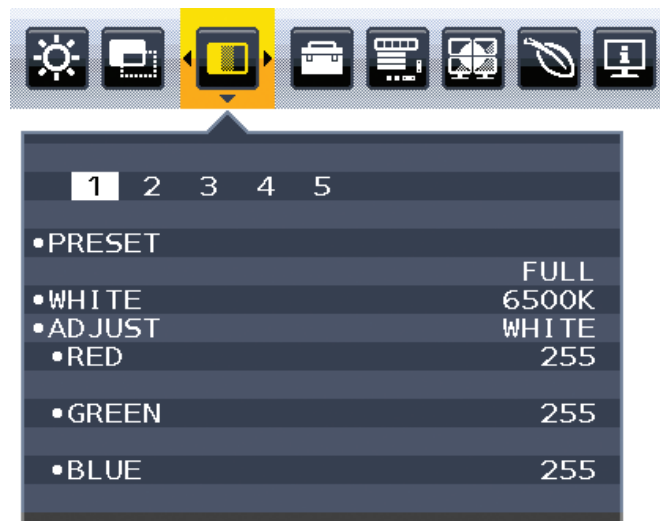 1 2 3 4 5
•PRESET
FULL
•WHITE 6500K
•ADJUST WHITE
•RED 255
•GREEN 255
•BLUE 255